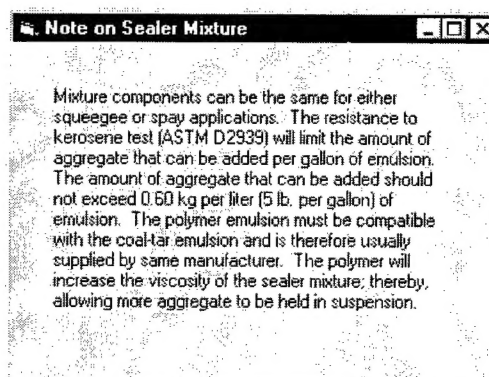 Note on Sealer Mixture
Mixture components can be the same for either
squeegee or spay applications. The resistance to
kerosene test (ASTM D2939) will limit the amount of
aggregate that can be added per gallon of emulsion.
The amount of aggregate that can be added should
not exceed 0.60 kg per liter (5 lb. per gallon) of
emulsion. The polymer emulsion must be compatible
with the coal-tar emulsion and is therefore usually
supplied by same manufacturer. The polymer will
increase the viscosity of the sealer mixture; thereby,
allowing more aggregate to be held in suspension.